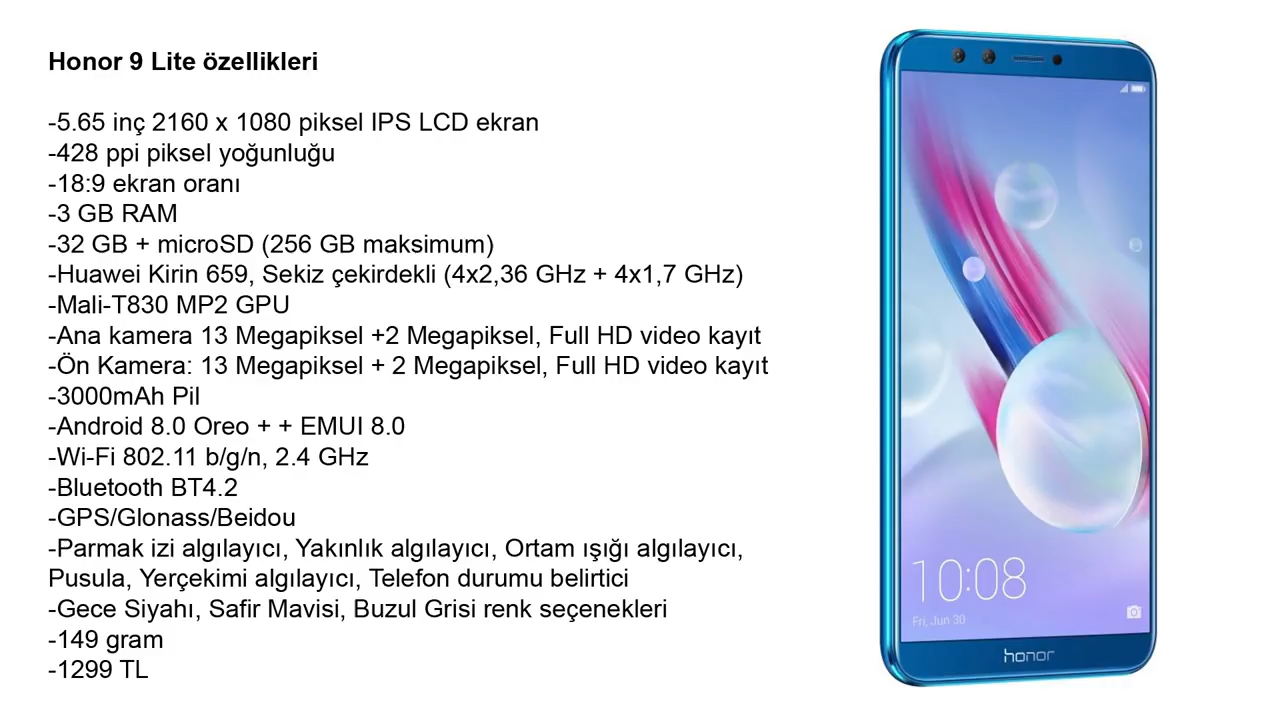 Honor 9 Lite özellikleri
-5.65 inç 2160 x 1080 piksel IPS LCD ekran
-428 ppi piksel yoğunluğu
-18:9 ekran oranı
-3 GB RAM
-32 GB + microSD (256 GB maksimum)
-Huawei Kirin 659, Sekiz çekirdekli (4x2,36 GHz + 4x1,7 GHz)
-Mali-T830 MP2 GPU
-Ana kamera 13 Megapiksel +2 Megapiksel, Full HD video kayıt
-Ön Kamera: 13 Megapiksel + 2 Megapiksel, Full HD video kayıt
-3000mAh Pil
-Android 8.0 Oreo + + EMUI 8.0
-Wi-Fi 802.11 b/g/n, 2.4 GHz
-Bluetooth BT4.2
-GPS/Glonass/Beidou
-Parmak izi algılayıcı, Yakınlık algılayıcı, Ortam ışığı algılayıcı,
Pusula, Yerçekimi algılayıcı, Telefon durumu belirtici
-Gece Siyahı, Safir Mavisi, Buzul Grisi renk seçenekleri
-149 gram
-1299 TL
10:08
Fri, Jun 30
honor